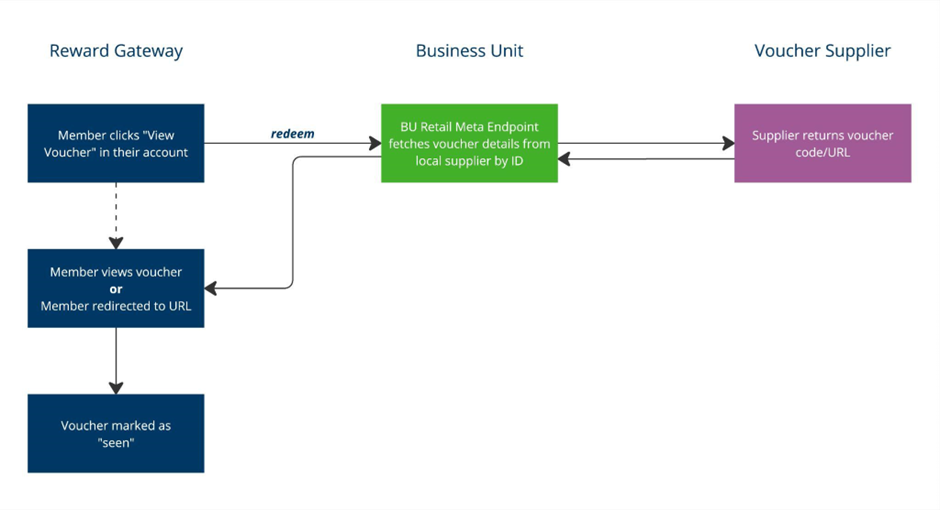 Reward Gateway
Business Unit
Voucher Supplier
Member clicks "View
Voucher" in their account
redeem
BU Retail Meta Endpoint
fetches voucher details from
local supplier by ID
Supplier returns voucher
code/URL
Member views voucher
or
Member redirected to URL
Voucher marked as
"seen"